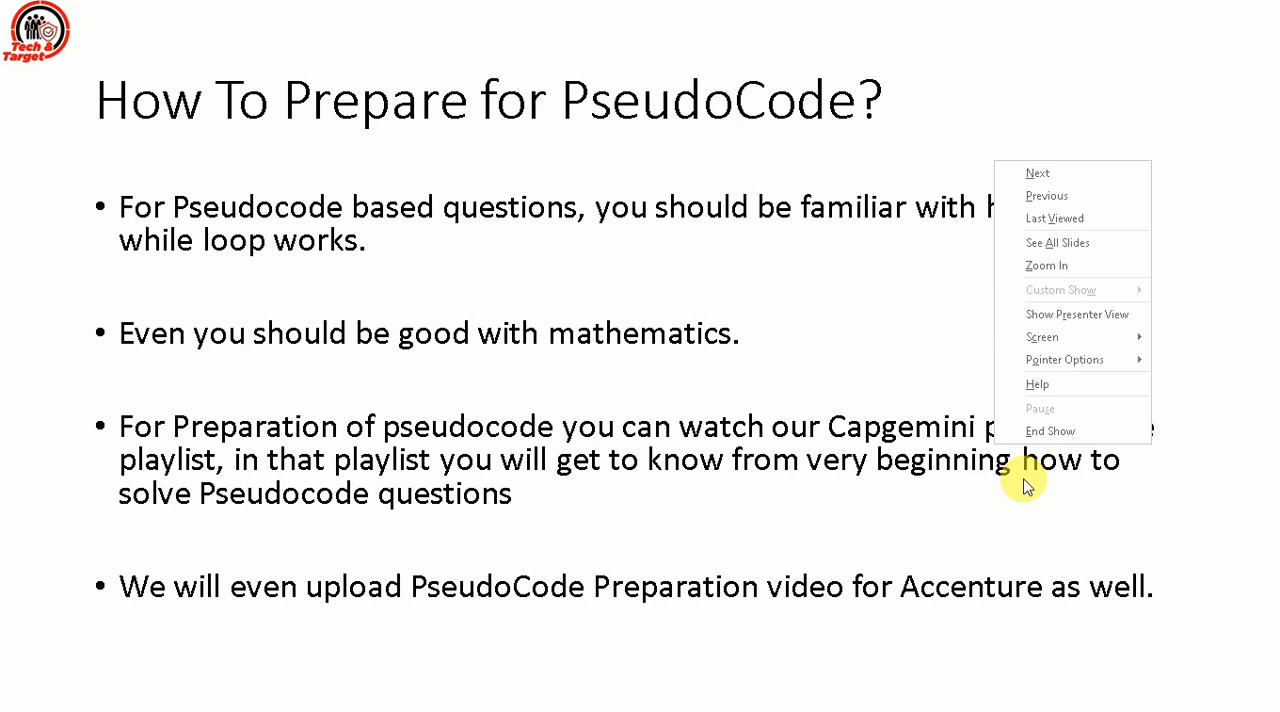 Tech &
Target
How To Prepare for PseudoCode?
• For Pseudocode based questions, you should be familiar with
while loop works.
• Even you should be good with mathematics.
• For Preparation of pseudocode you can watch our Capgemini
playlist, in that playlist you will get to know from very beginning how to
solve Pseudocode questions
• We will even upload PseudoCode Preparation video for Accenture as well.
Next
Previous
Last Viewed
See All Slides
Zoom In
Custom Show
Show Presenter View
Screen
Pointer Options
Help
Pause
End Show